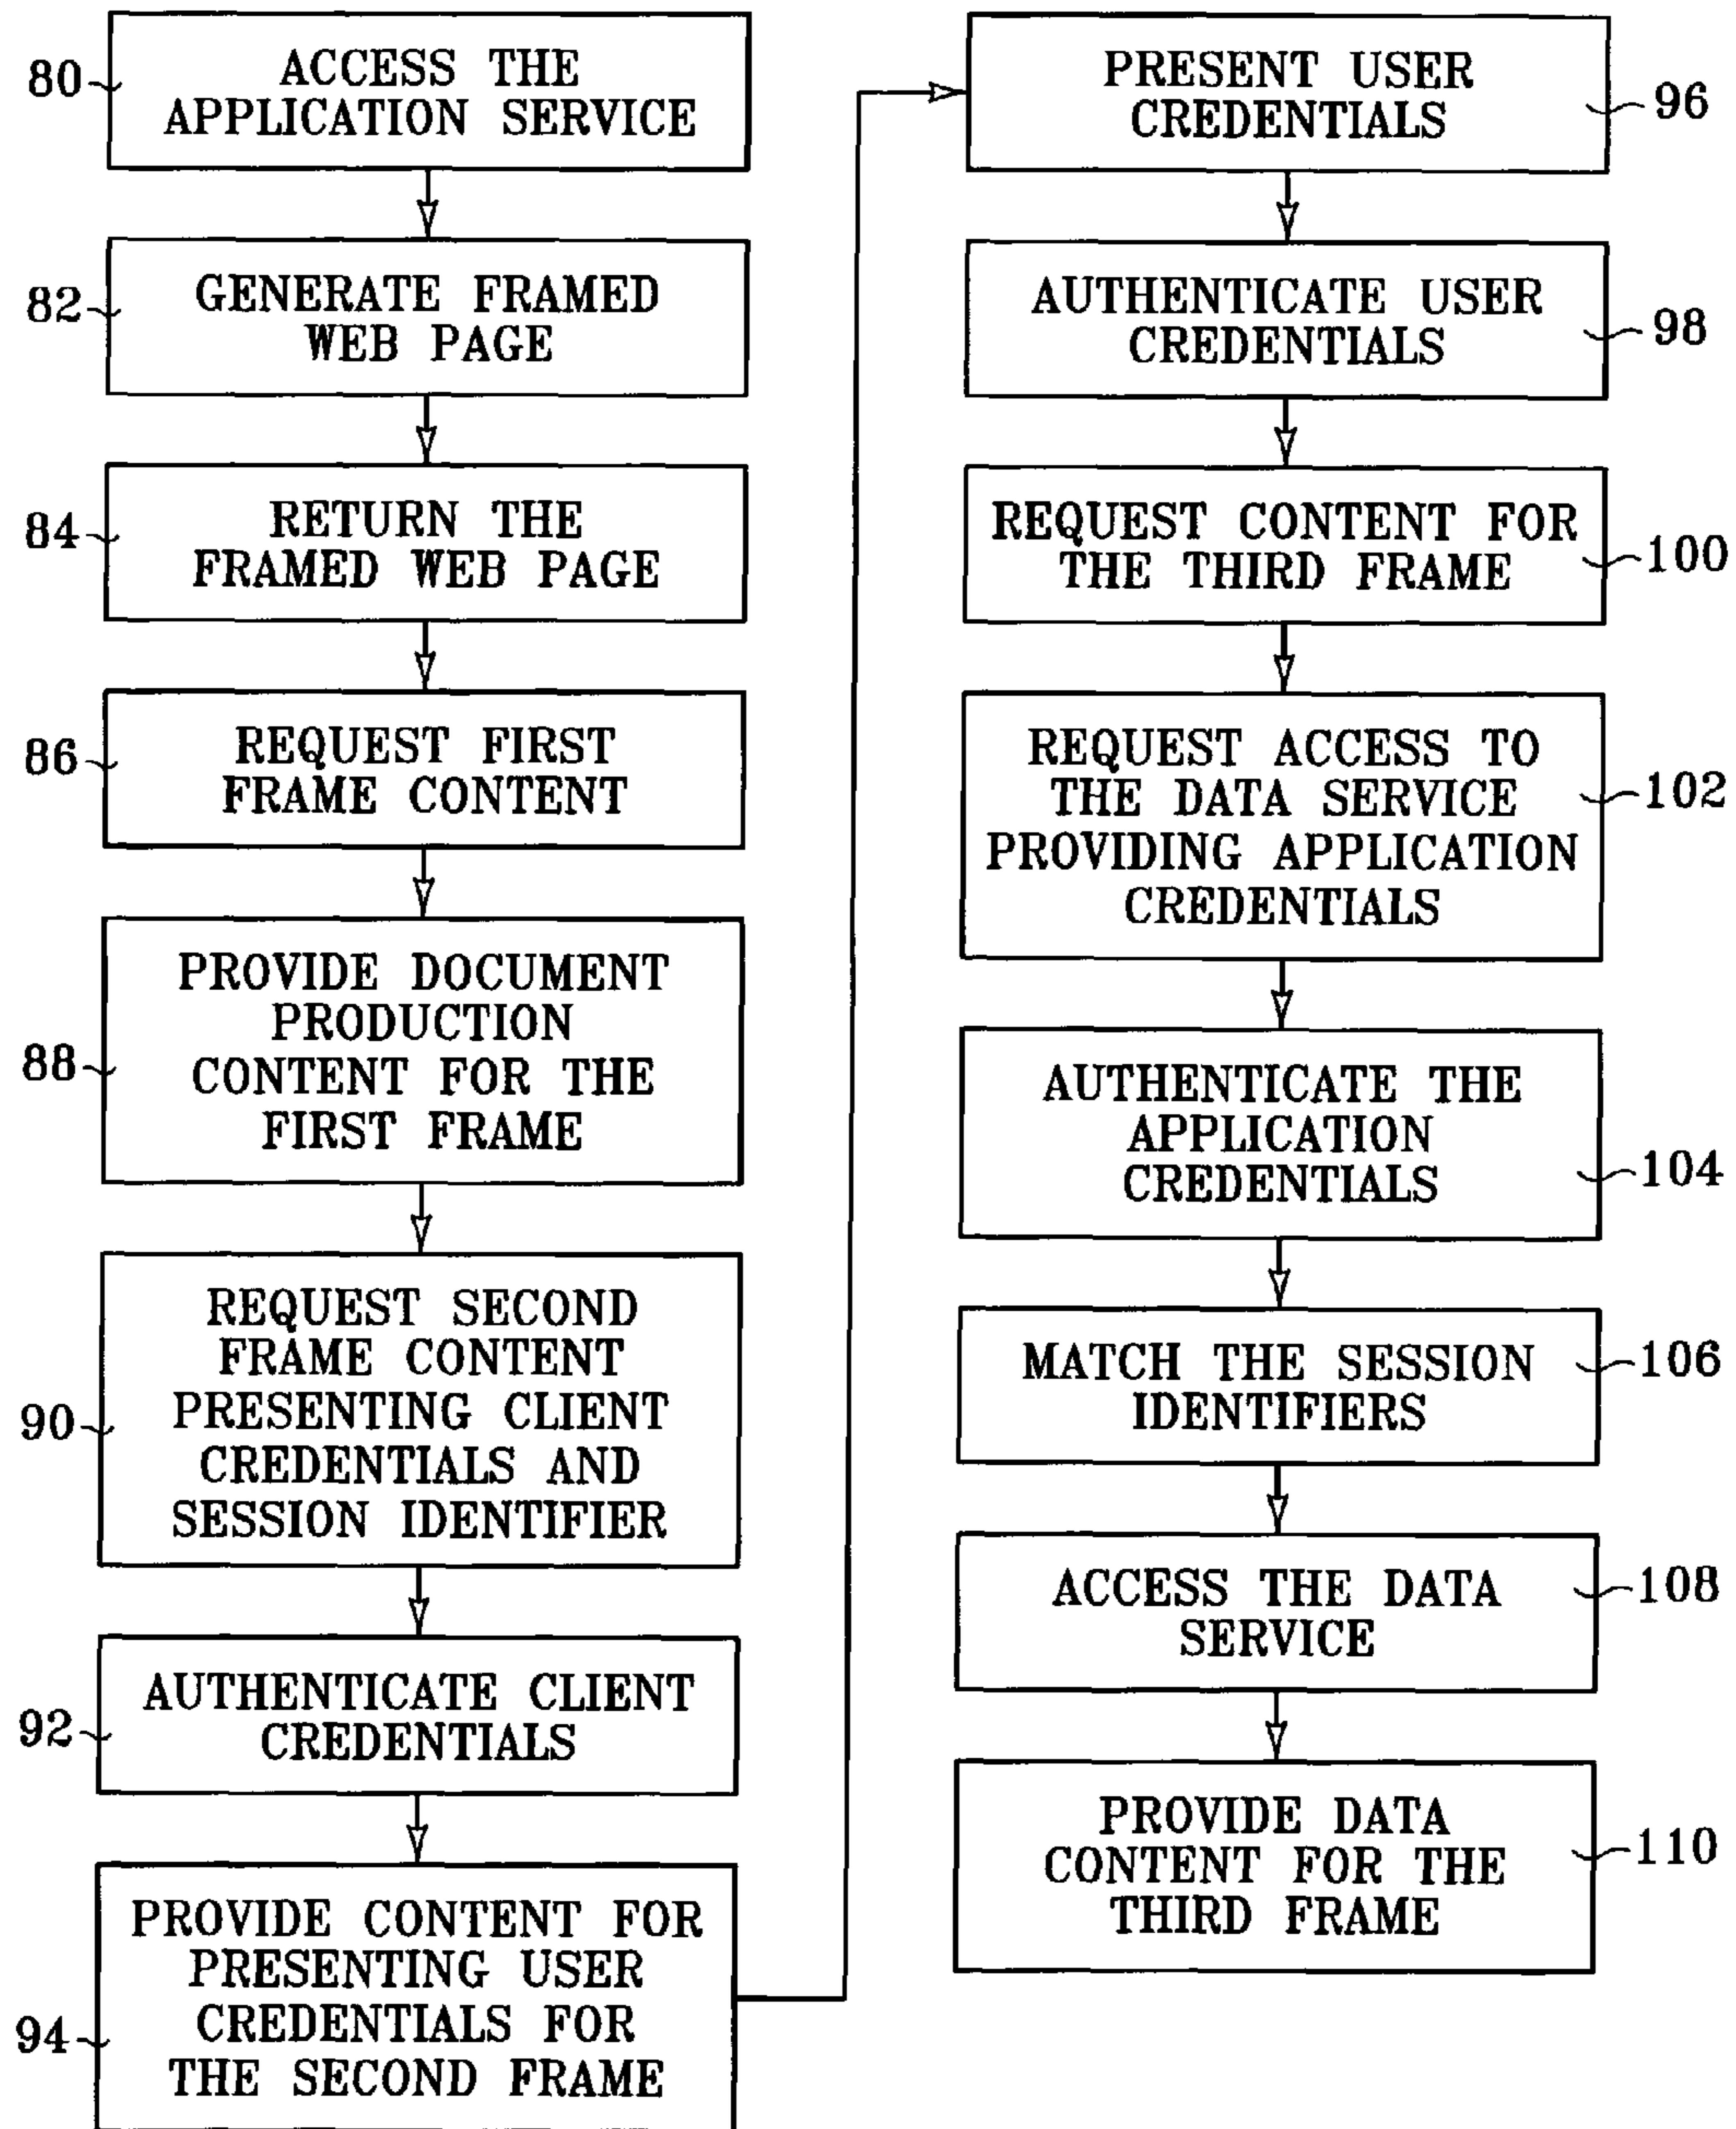 80
ACCESS THE
APPLICATION SERVICE
82
GENERATE FRAMED
WEB PAGE
84
RETURN THE
FRAMED WEB PAGE
86
REQUEST FIRST
FRAME CONTENT
88
PROVIDE DOCUMENT
PRODUCTION
CONTENT FOR THE
FIRST FRAME
90
REQUEST SECOND
FRAME CONTENT
PRESENTING CLIENT
CREDENTIALS AND
SESSION IDENTIFIER
92
AUTHENTICATE CLIENT
CREDENTIALS
94
PROVIDE CONTENT FOR
PRESENTING USER
CREDENTIALS FOR
THE SECOND FRAME
PRESENT USER
CREDENTIALS
96
AUTHENTICATE USER
CREDENTIALS
98
REQUEST CONTENT FOR
THE THIRD FRAME
100
REQUEST ACCESS TO
THE DATA SERVICE
PROVIDING APPLICATION
CREDENTIALS
102
AUTHENTICATE THE
APPLICATION
CREDENTIALS
104
MATCH THE SESSION
IDENTIFIERS
106
ACCESS THE DATA
SERVICE
108
PROVIDE DATA
CONTENT FOR THE
THIRD FRAME
110